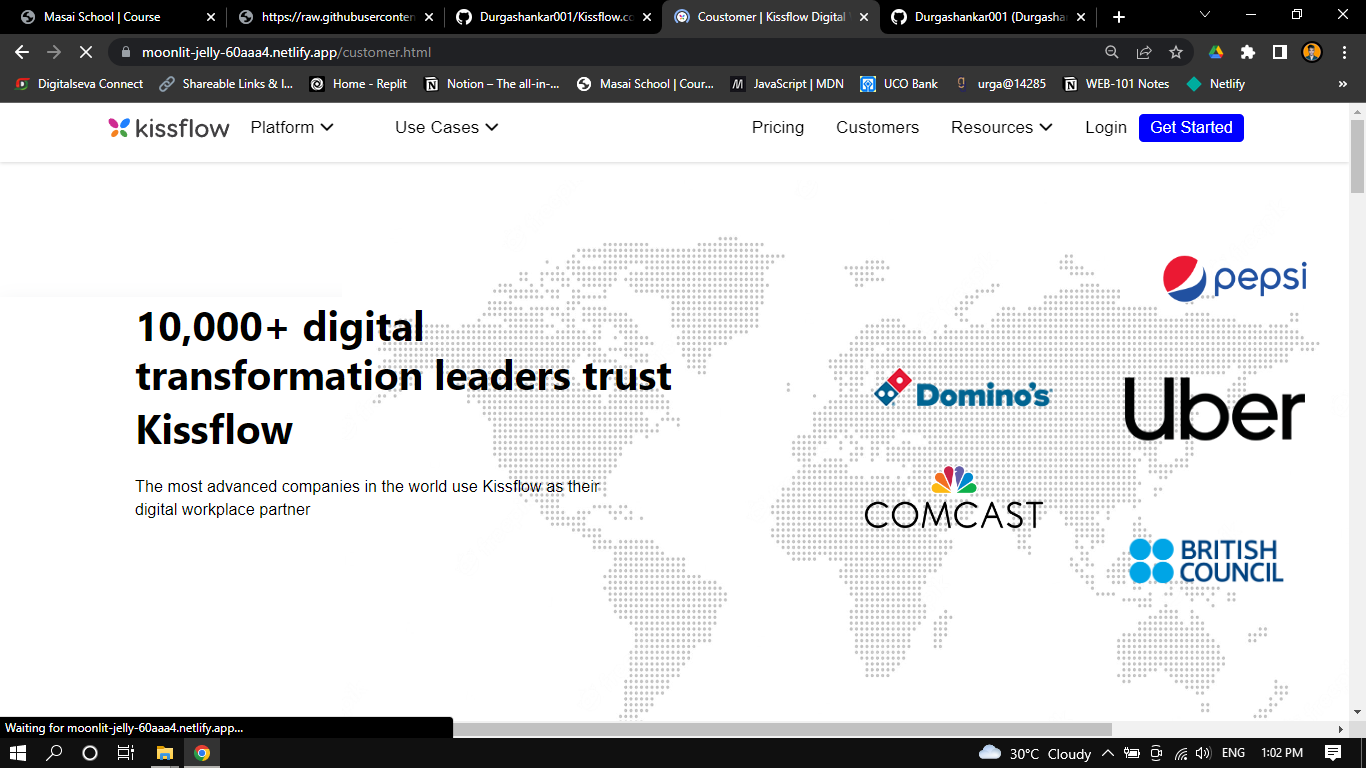 Masai School | Course
https://raw.githubuserconten
Durgashankar001/Kissflow.co
Coustomer | Kissflow Digital
Durgashankar001 (Durgashan
moonlit-jelly-60aaa4.netlify.app/customer.html
Digitalseva Connect
Shareable Links & I...
Home - Replit
Notion – The all-in-...
Masai School | Cour...
JavaScript | MDN
UCO Bank
urga@14285
WEB-101 Notes
Netlify
»
kissflow
Platform
Use Cases
Pricing
Customers
Resources
Login
Get Started
10,000+ digital
transformation leaders trust
Kissflow
The most advanced companies in the world use Kissflow as their
digital workplace partner
pepsi
Domino's
Uber
COMCAST
BRITISH
COUNCIL
Waiting for moonlit-jelly-60aaa4.netlify.app...
30°C Cloudy
ENG
1:02 PM